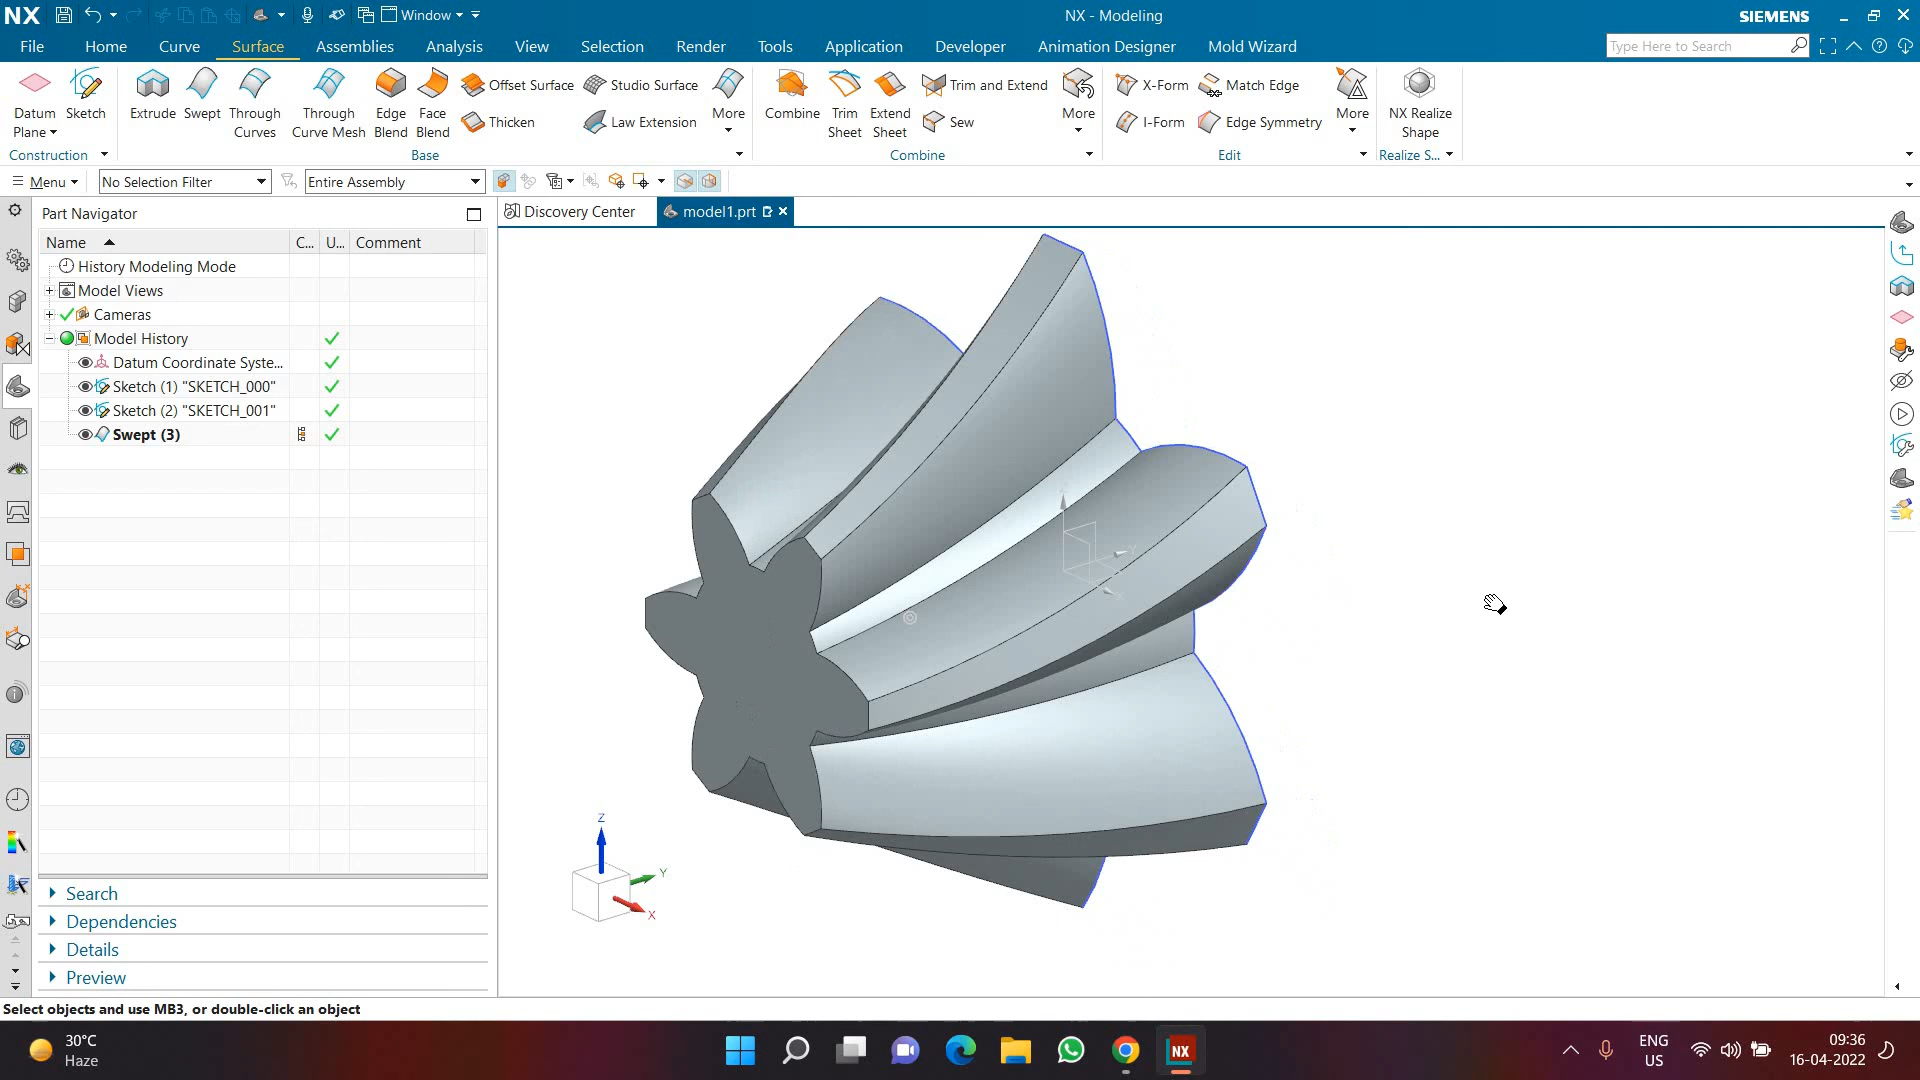 NX
Window
NX - Modeling
SIEMENS
File
Home
Curve
Surface
Assemblies
Analysis
View
Selection
Render
Tools
Application
Developer
Animation Designer
Mold Wizard
Type Here to Search
Datum
Plane
Sketch
Extrude
Swept
Through
Curves
Through
Curve Mesh
Edge
Blend
Face
Blend
Offset Surface
Thicken
Studio Surface
Law Extension
More
Combine
Trim
Sheet
Extend
Sheet
Trim and Extend
Sew
More
X-Form
I-Form
Match Edge
Edge Symmetry
More
NX Realize
Shape
Construction
Base
Combine
Edit
Realize S...
Menu
No Selection Filter
Entire Assembly
Part Navigator
Discovery Center
model1.prt
Name
C...
U...
Comment
History Modeling Mode
Model Views
Cameras
Model History
Datum Coordinate Syste...
Sketch (1) "SKETCH_000"
Sketch (2) "SKETCH_001"
Swept (3)
Z
Y
X
Search
Dependencies
Details
Preview
Select objects and use MB3, or double-click an object
30°C
Haze
NX
ENG
US
09:36
16-04-2022